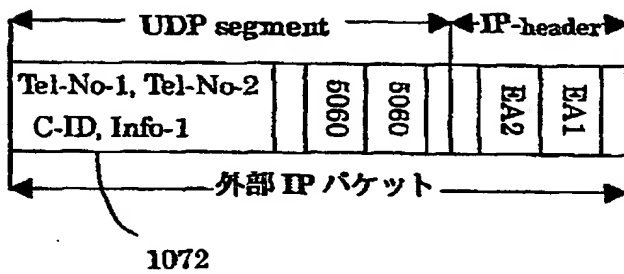 UDP segment IP-header
Tel-No-1, Tel-No-2
C-ID, Info-1
5060 5060 EA2 EA1
外部 IP パケット
1072